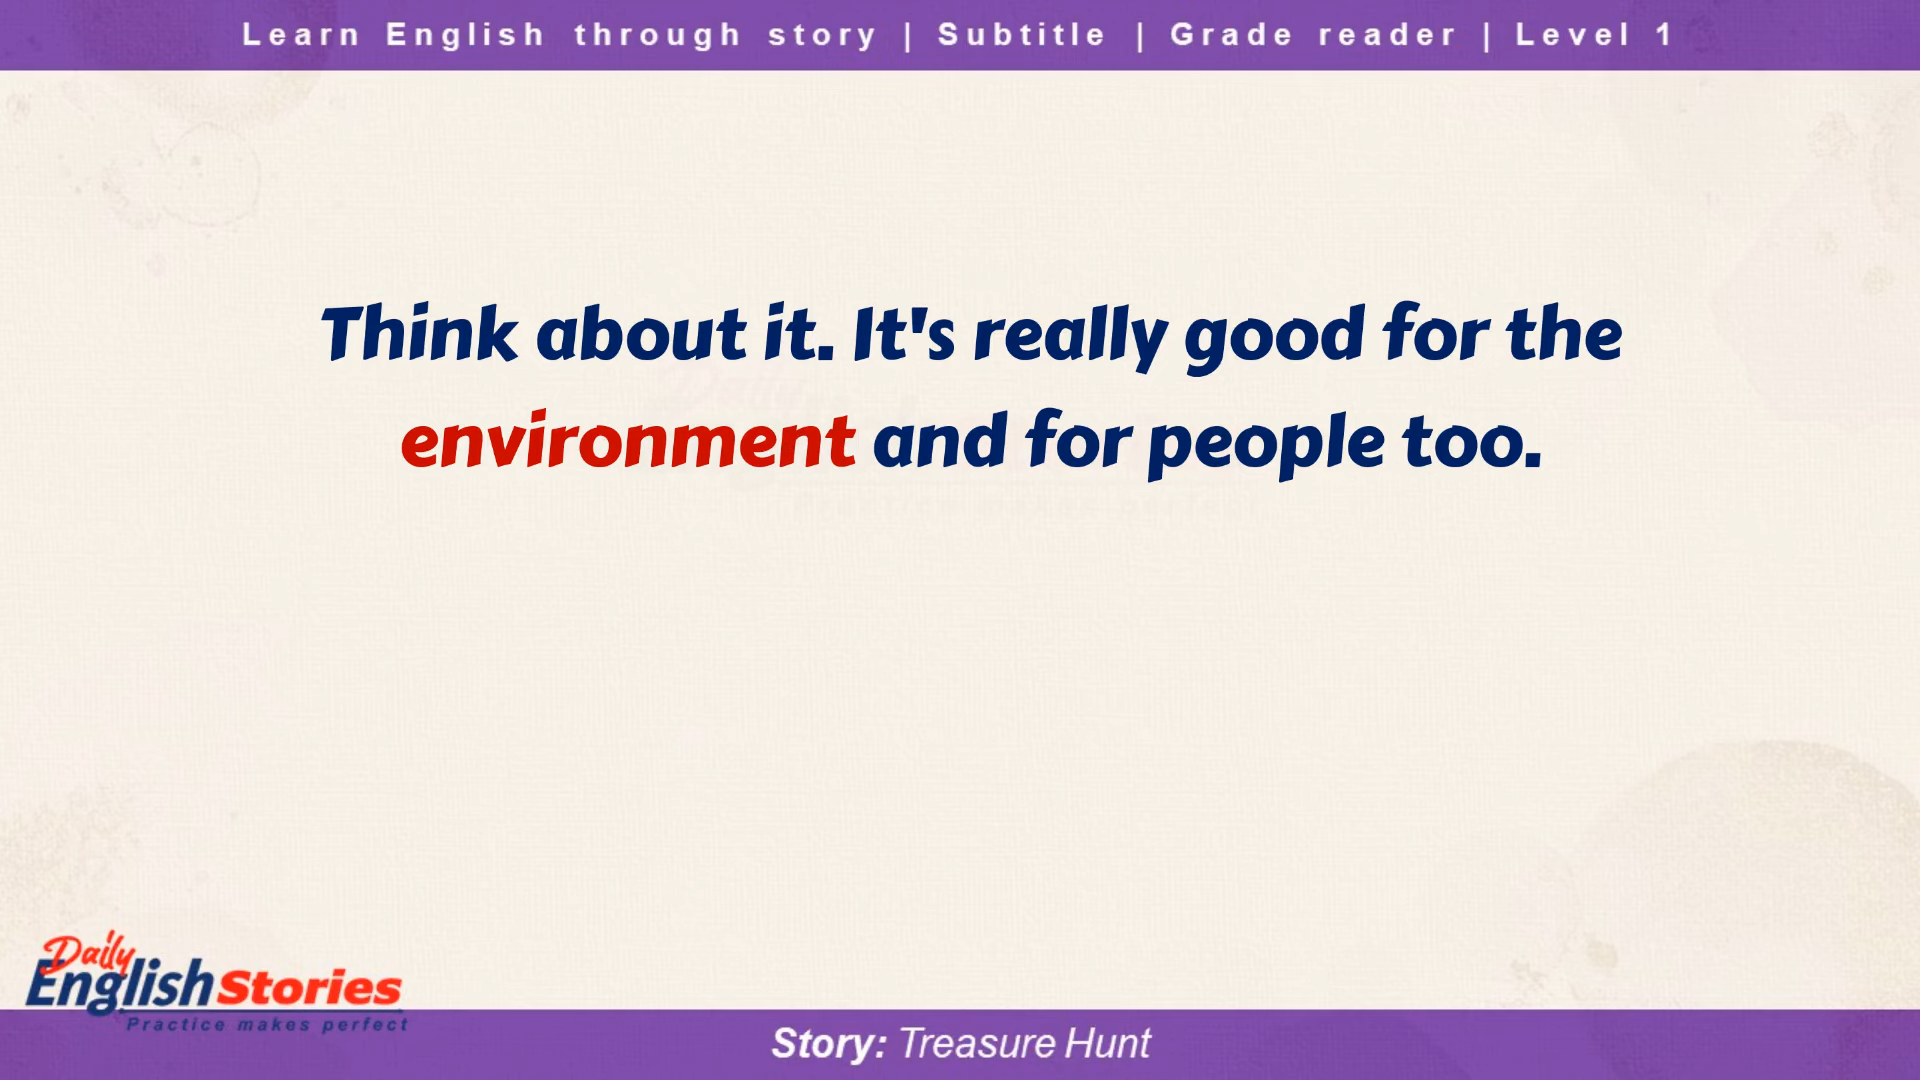 Learn English through story | Subtitle | Grade reader | Level 1
Think about it. It's really good for the
environment and for people too.
Daily
English Stories
Practice makes perfect
Story: Treasure Hunt